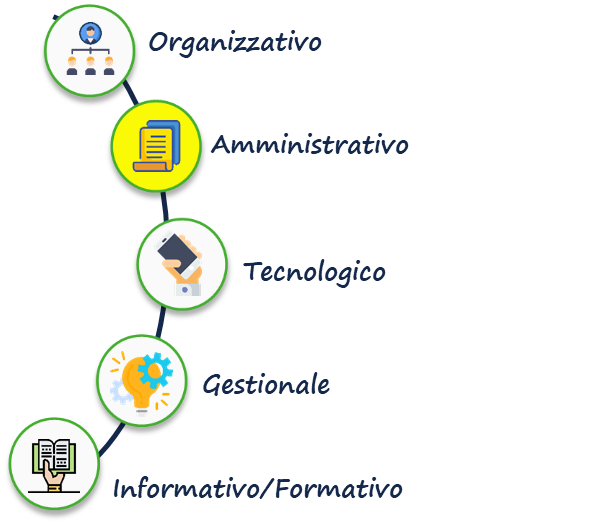 Organizzativo
Amministrativo
Tecnologico
Gestionale
Informativo/Formativo